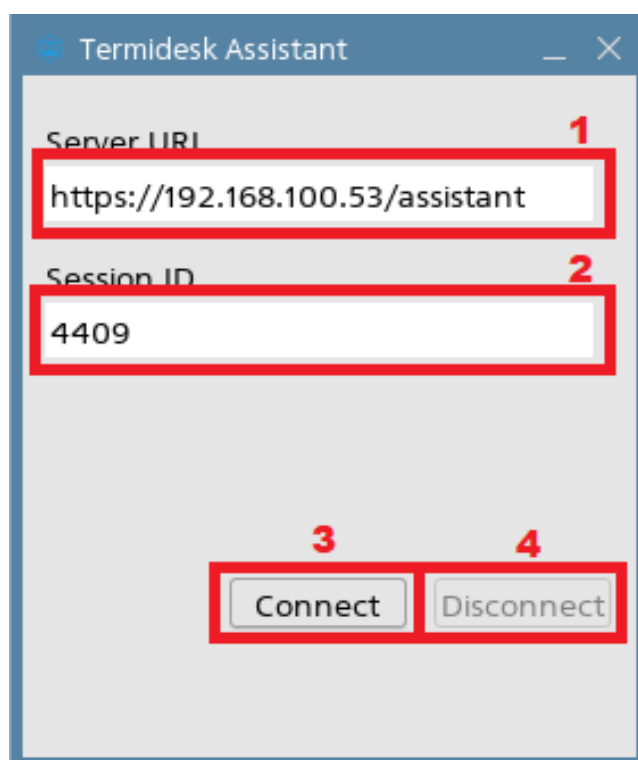 Termidesk Assistant
1
Server URL
https://192.168.100.53/assistant
2
Session ID
4409
3 4
Connect Disconnect